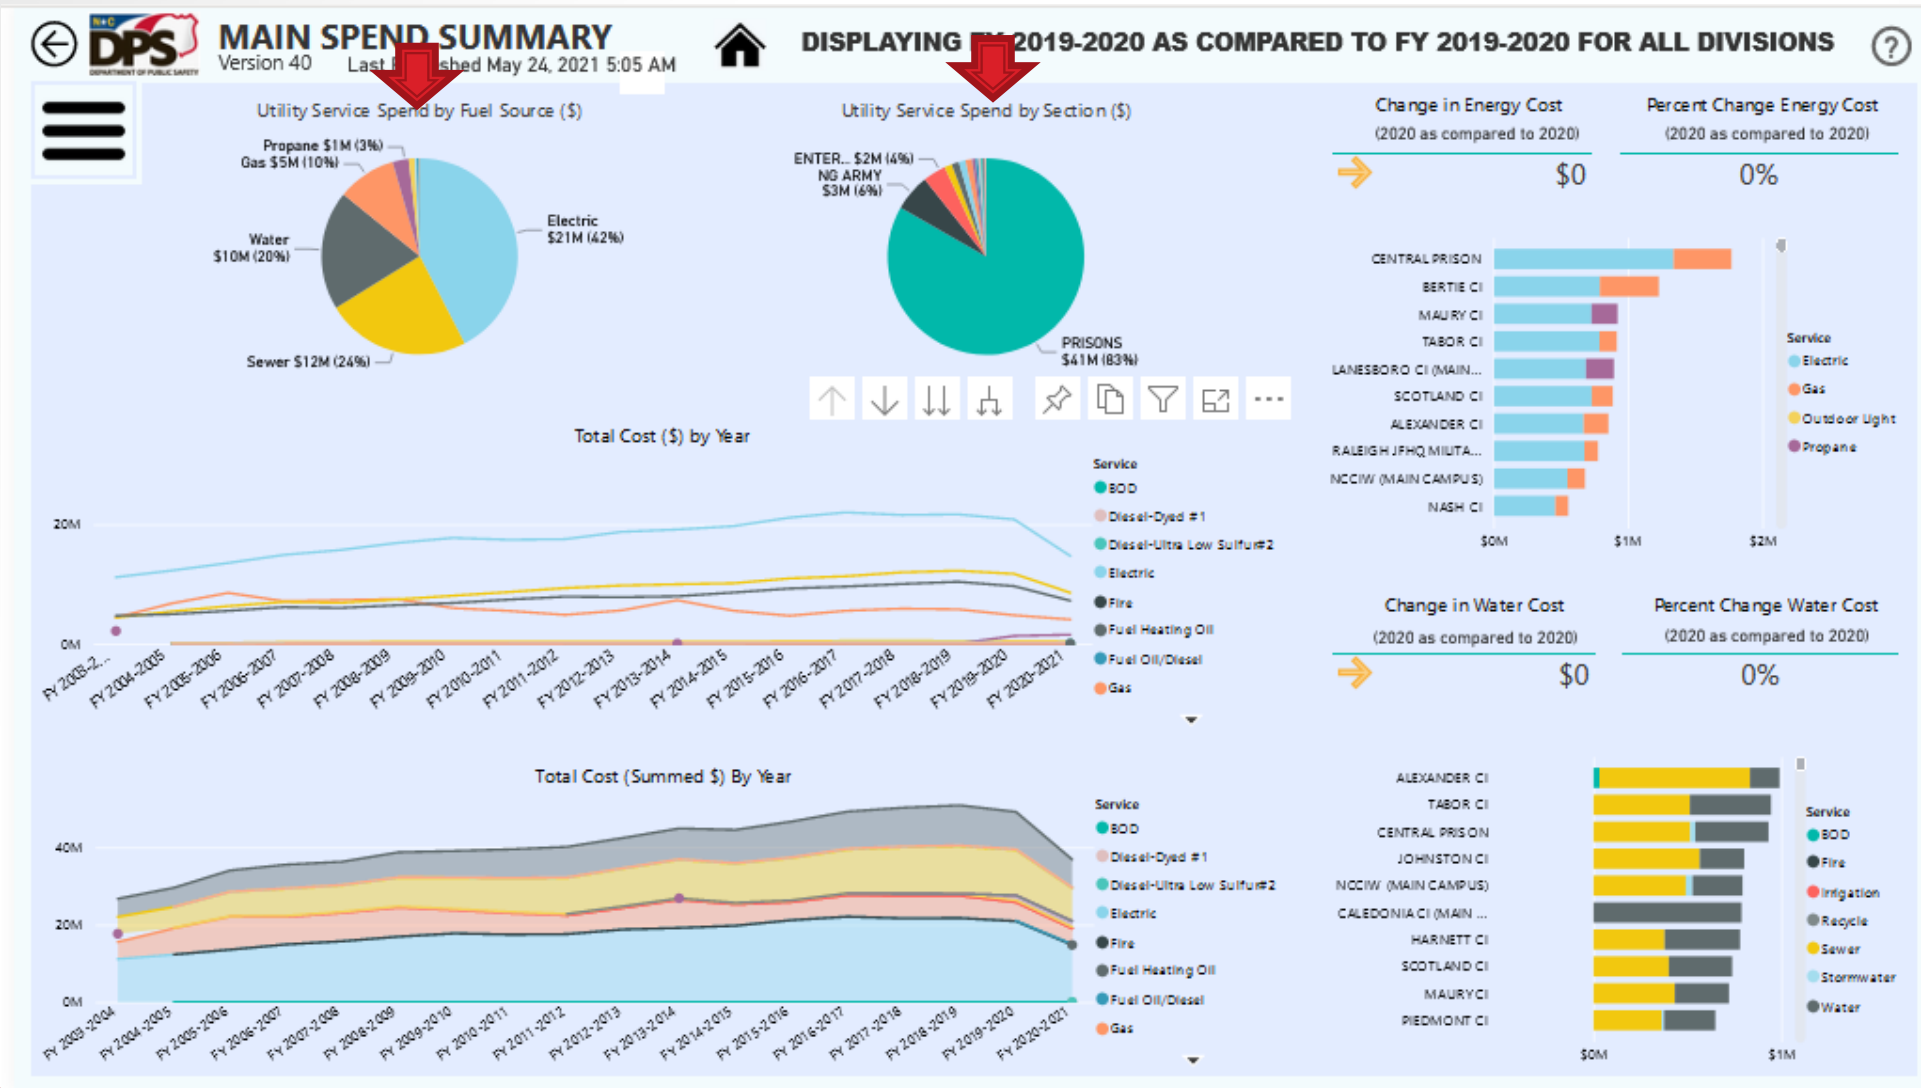 N+C
DPS
DEPARTMENT OF PUBLIC SAFETY
MAIN SPEND SUMMARY
Version 40
Last shed May 24, 2021 5:05 AM
DISPLAYING 2019-2020 AS COMPARED TO FY 2019-2020 FOR ALL DIVISIONS
?
Utility Service Spend by Fuel Source ($)
Propane $1M (3%)
Gas $5M (10%)
Water
$10M (20%)
Sewer $12M (24%)
Electric
$21M (42%)
Utility Service Spend by Section ($)
ENTER... $2M (4%)
NG ARMY
$3M (6%)
PRISONS
$41M (83%)
Change in Energy Cost
(2020 as compared to 2020)
$0
Percent Change Energy Cost
(2020 as compared to 2020)
0%
CENTRAL PRISON
BERTIE CI
MAURY CI
TABOR CI
LANESBORO CI (MAIN...
SCOTLAND CI
ALEXANDER CI
RALEIGH JFHQ MILITA...
NCCIW (MAIN CAMPUS)
NASH CI
$0M
$1M
$2M
Service
Electric
Gas
Outdoor Light
Propane
Total Cost ($) by Year
20M
0M
FY 2003-2...
FY 2004-2005
FY 2005-2006
FY 2006-2007
FY 2007-2008
FY 2008-2009
FY 2009-2010
FY 2010-2011
FY 2011-2012
FY 2012-2013
FY 2013-2014
FY 2014-2015
FY 2015-2016
FY 2016-2017
FY 2017-2018
FY 2018-2019
FY 2019-2020
FY 2020-2021
Service
BOD
Diesel-Dyed #1
Diesel-Ultra Low Sulfur#2
Electric
Fire
Fuel Heating Oil
Fuel Oil/Diesel
Gas
Change in Water Cost
(2020 as compared to 2020)
$0
Percent Change Water Cost
(2020 as compared to 2020)
0%
Total Cost (Summed $) By Year
40M
20M
0M
FY 2003-2004
FY 2004-2005
FY 2005-2006
FY 2006-2007
FY 2007-2008
FY 2008-2009
FY 2009-2010
FY 2010-2011
FY 2011-2012
FY 2012-2013
FY 2013-2014
FY 2014-2015
FY 2015-2016
FY 2016-2017
FY 2017-2018
FY 2018-2019
FY 2019-2020
FY 2020-2021
Service
BOD
Diesel-Dyed #1
Diesel-Ultra Low Sulfur#2
Electric
Fire
Fuel Heating Oil
Fuel Oil/Diesel
Gas
ALEXANDER CI
TABOR CI
CENTRAL PRISON
JOHNSTON CI
NCCIW (MAIN CAMPUS)
CALEDONIA CI (MAIN ...
HARNETT CI
SCOTLAND CI
MAURY CI
PIEDMONT CI
$0M
$1M
Service
BOD
Fire
Irrigation
Recycle
Sewer
Stormwater
Water